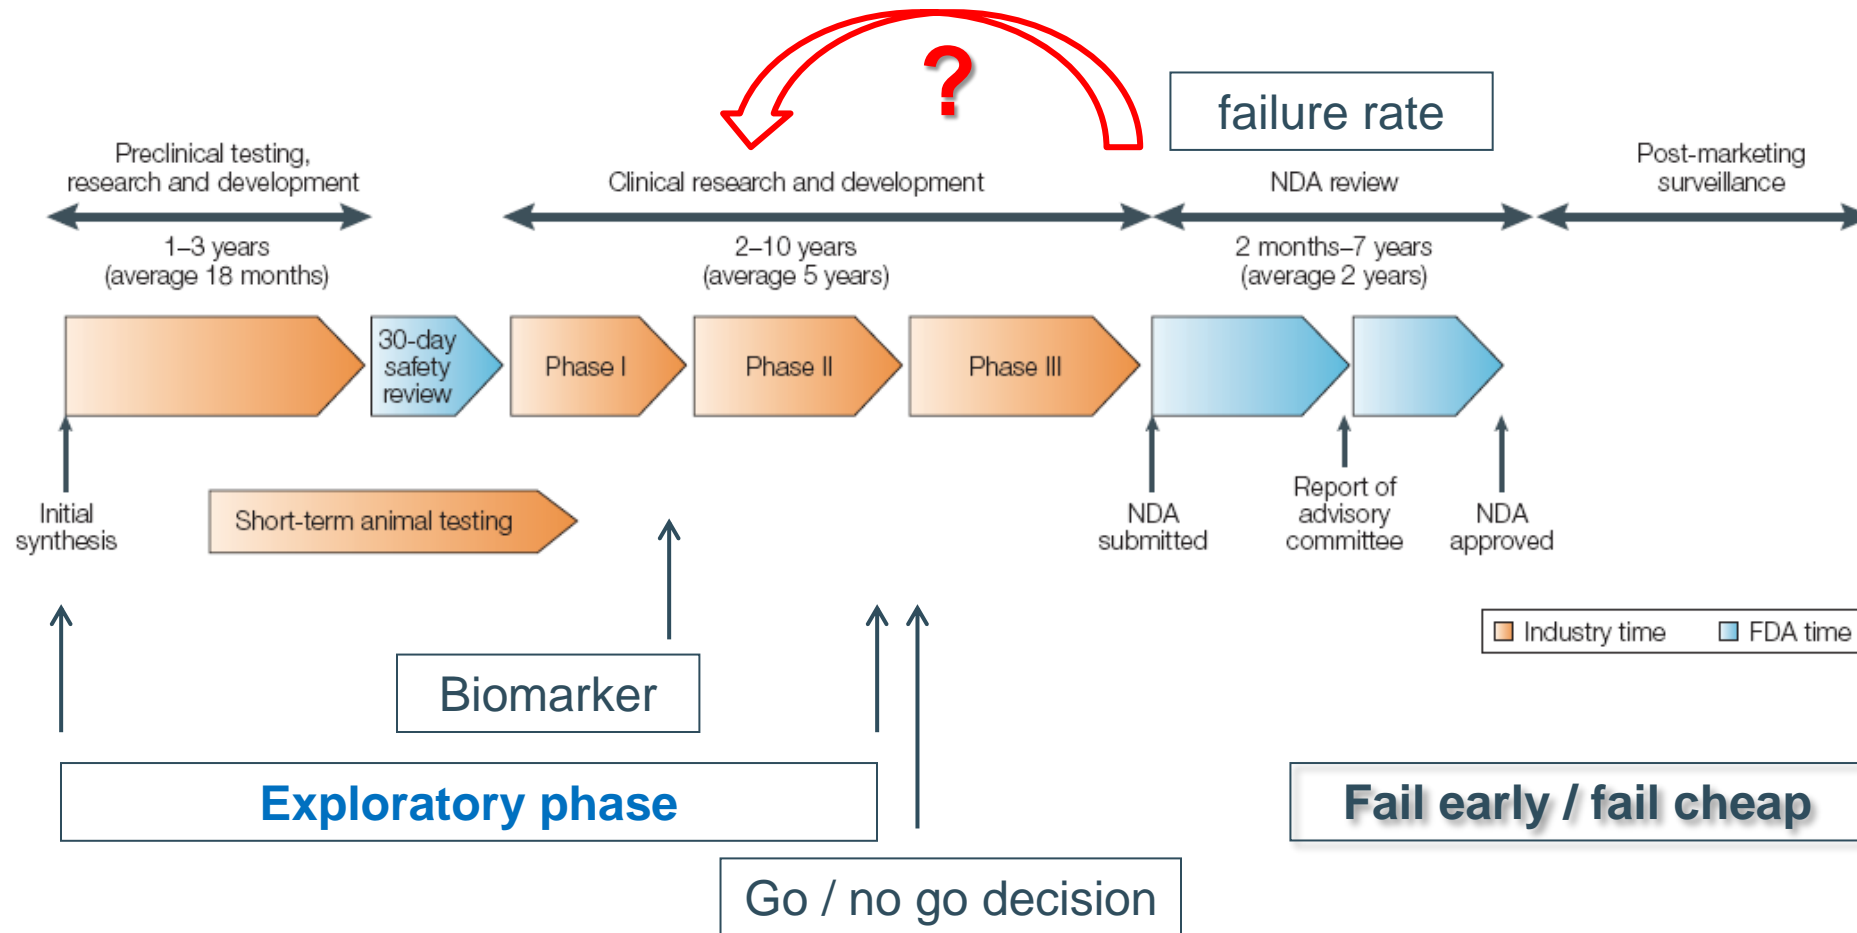 ?
failure rate
Preclinical testing,
research and development
Clinical research and development
NDA review
Post-marketing
surveillance
1–3 years
(average 18 months)
2–10 years
(average 5 years)
2 months–7 years
(average 2 years)
30-day
safety
review
Phase I
Phase II
Phase III
Initial
synthesis
Short-term animal testing
NDA
submitted
Report of
advisory
committee
NDA
approved
Industry time
FDA time
Biomarker
Exploratory phase
Fail early / fail cheap
Go / no go decision